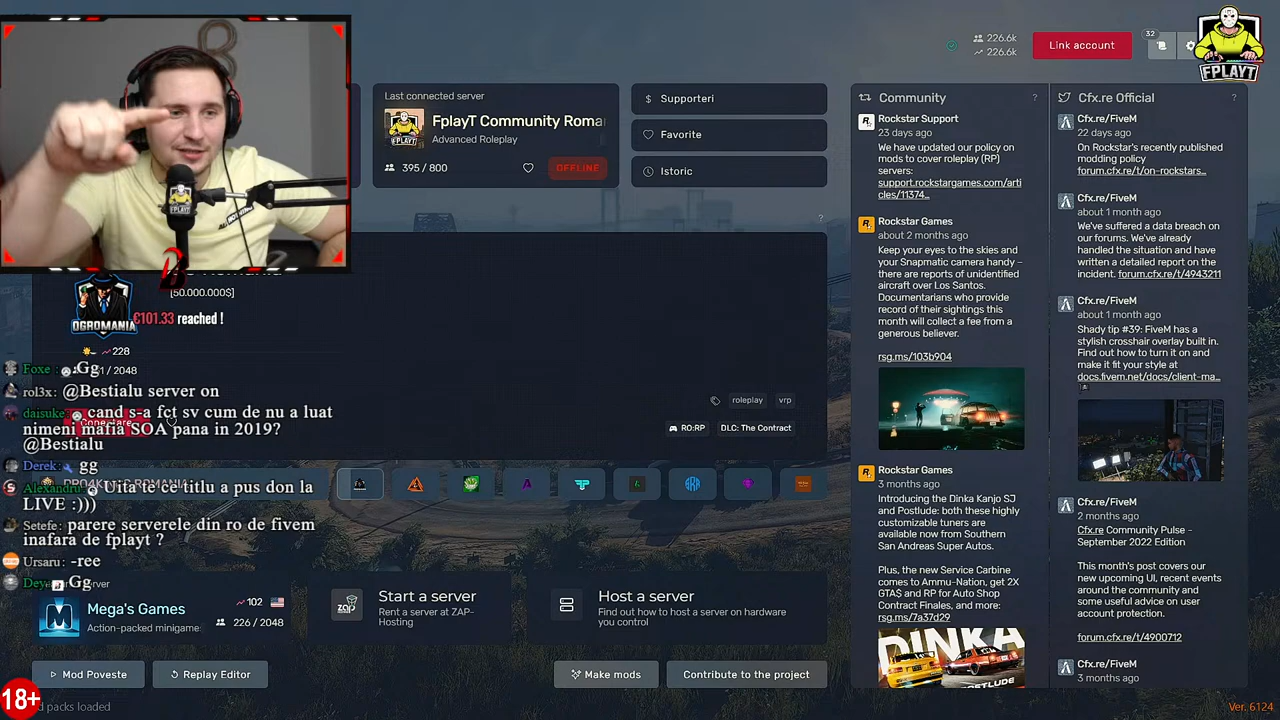 226.6k
226.6k
Link account
32
FPLAYT
Last connected server
FplayT Community Roma
Advanced Roleplay
395 / 800
OFFLINE
$ Supporteri
Favorite
Istoric
?
[50.000.000$]
OGROMANIA
€101.33 reached !
228
/ 2048
Foxe: Gg
rol3x: @Bestialu server on
daisuke: cand s-a fct sv cum de nu a luat
nimeni mafia SOA pana in 2019?
@Bestialu
Derek: gg
Alexandru: Uita te ce titlu a pus don la
LIVE :)))
Setefe: parere serverele din ro de fivem
inafara de fplayt ?
Ursaru: -ree
Gg
roleplay
vrp
RO:RP
DLC: The Contract
Mega's Games
Action-packed minigame
102
226 / 2048
ZAP
Start a server
Rent a server at ZAP-
Hosting
Host a server
Find out how to host a server on hardware
you control
Mod Poveste
Replay Editor
Make mods
Contribute to the project
18+
packs loaded
Community
?
Rockstar Support
23 days ago
We have updated our policy on
mods to cover roleplay (RP)
servers:
support.rockstargames.com/arti
cles/11374…
Rockstar Games
about 2 months ago
Keep your eyes to the skies and
your Snapmatic camera handy –
there are reports of unidentified
aircraft over Los Santos.
Documentarians who provide
record of their sightings this
month will collect a fee from a
generous believer.
rsg.ms/103b904
Rockstar Games
3 months ago
Introducing the Dinka Kanjo SJ
and Postlude: both these highly
customizable tuners are
available now from Southern
San Andreas Super Autos.
Plus, the new Service Carbine
comes to Ammu-Nation, get 2X
GTA$ and RP for Auto Shop
Contract Finales, and more:
rsg.ms/7a37d29
DINKA
POSTLUDE
Cfx.re Official
?
Cfx.re/FiveM
22 days ago
On Rockstar's recently published
modding policy
forum.cfx.re/t/on-rockstars…
Cfx.re/FiveM
about 1 month ago
We've suffered a data breach on
our forums. We've already
handled the situation and have
written a detailed report on the
incident. forum.cfx.re/t/4943211
Cfx.re/FiveM
about 1 month ago
Shady tip #39: FiveM has a
stylish crosshair overlay built in.
Find out how to turn it on and
make it fit your style at
docs.fivem.net/docs/client-ma…
Cfx.re/FiveM
2 months ago
Cfx.re Community Pulse –
September 2022 Edition
This month's post covers our
new upcoming UI, recent events
around the community and
some useful advice on user
account protection.
forum.cfx.re/t/4900712
Cfx.re/FiveM
3 months ago
Ver. 6124